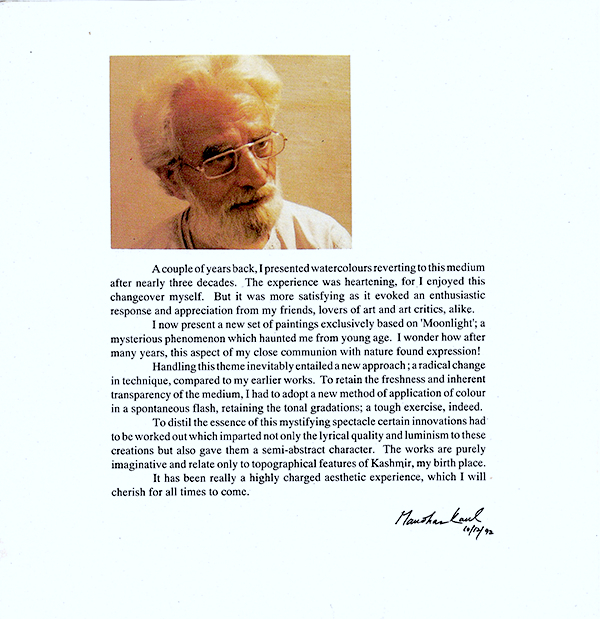 A couple of years back, I presented watercolours reverting to this medium
after nearly three decades. The experience was heartening, for I enjoyed this
changeover myself. But it was more satisfying as it evoked an enthusiastic
response and appreciation from my friends, lovers of art and art critics, alike.
I now present a new set of paintings exclusively based on 'Moonlight'; a
mysterious phenomenon which haunted me from young age. I wonder how after
many years, this aspect of my close communion with nature found expression!
Handling this theme inevitably entailed a new approach; a radical change
in technique, compared to my earlier works. To retain the freshness and inherent
transparency of the medium, I had to adopt a new method of application of colour
in a spontaneous flash, retaining the tonal gradations; a tough exercise, indeed.
To distil the essence of this mystifying spectacle certain innovations had
to be worked out which imparted not only the lyrical quality and luminism to these
creations but also gave them a semi-abstract character. The works are purely
imaginative and relate only to topographical features of Kashmir, my birth place.
It has been really a highly charged aesthetic experience, which I will
cherish for all times to come.
Manohar Kaul